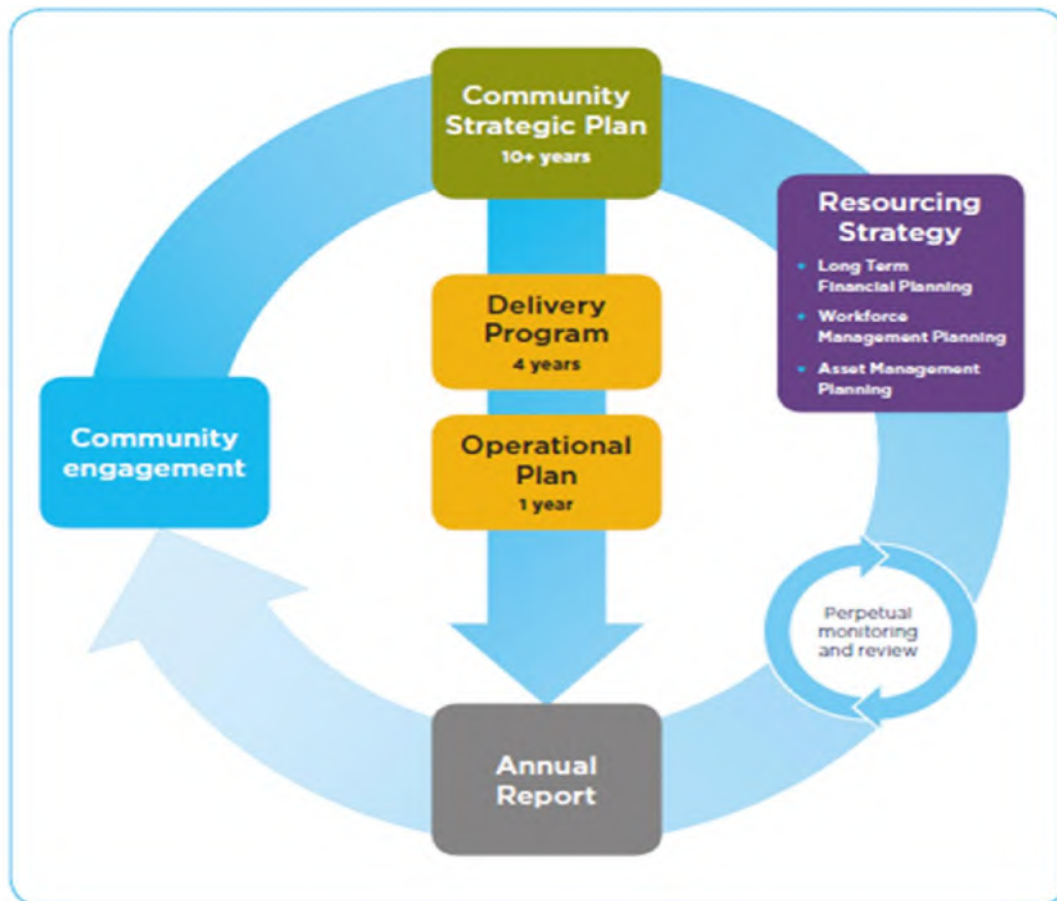 Community
Strategic Plan
10+ years
Resourcing
Strategy
• Long Term
Financial Planning
• Workforce
Management Planning
• Asset Management
Planning
Delivery
Program
4 years
Community
engagement
Operational
Plan
1 year
Perpetual
monitoring
and review
Annual
Report